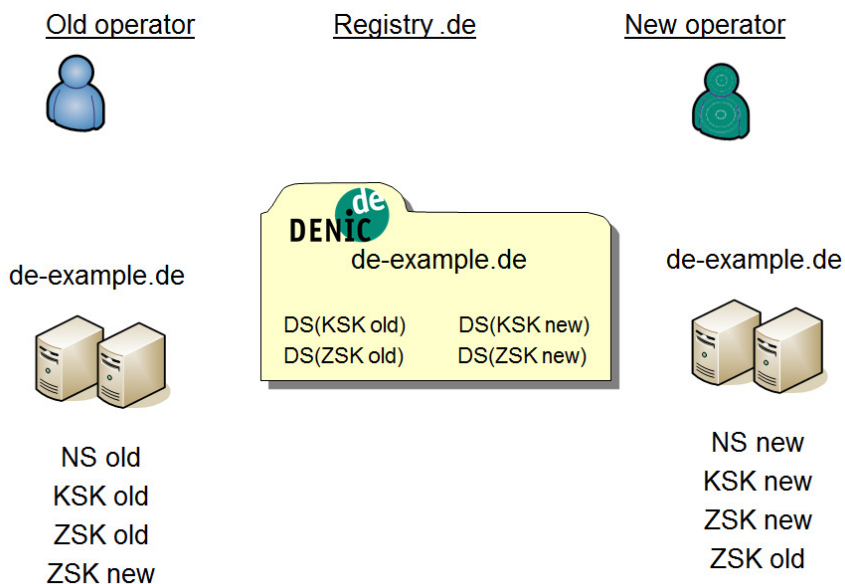 Old operator
Registry .de
New operator
de
DENIC
de-example.de
de-example.de
de-example.de
DS(KSK old) DS(KSK new)
DS(ZSK old) DS(ZSK new)
NS old
KSK old
ZSK old
ZSK new
NS new
KSK new
ZSK new
ZSK old